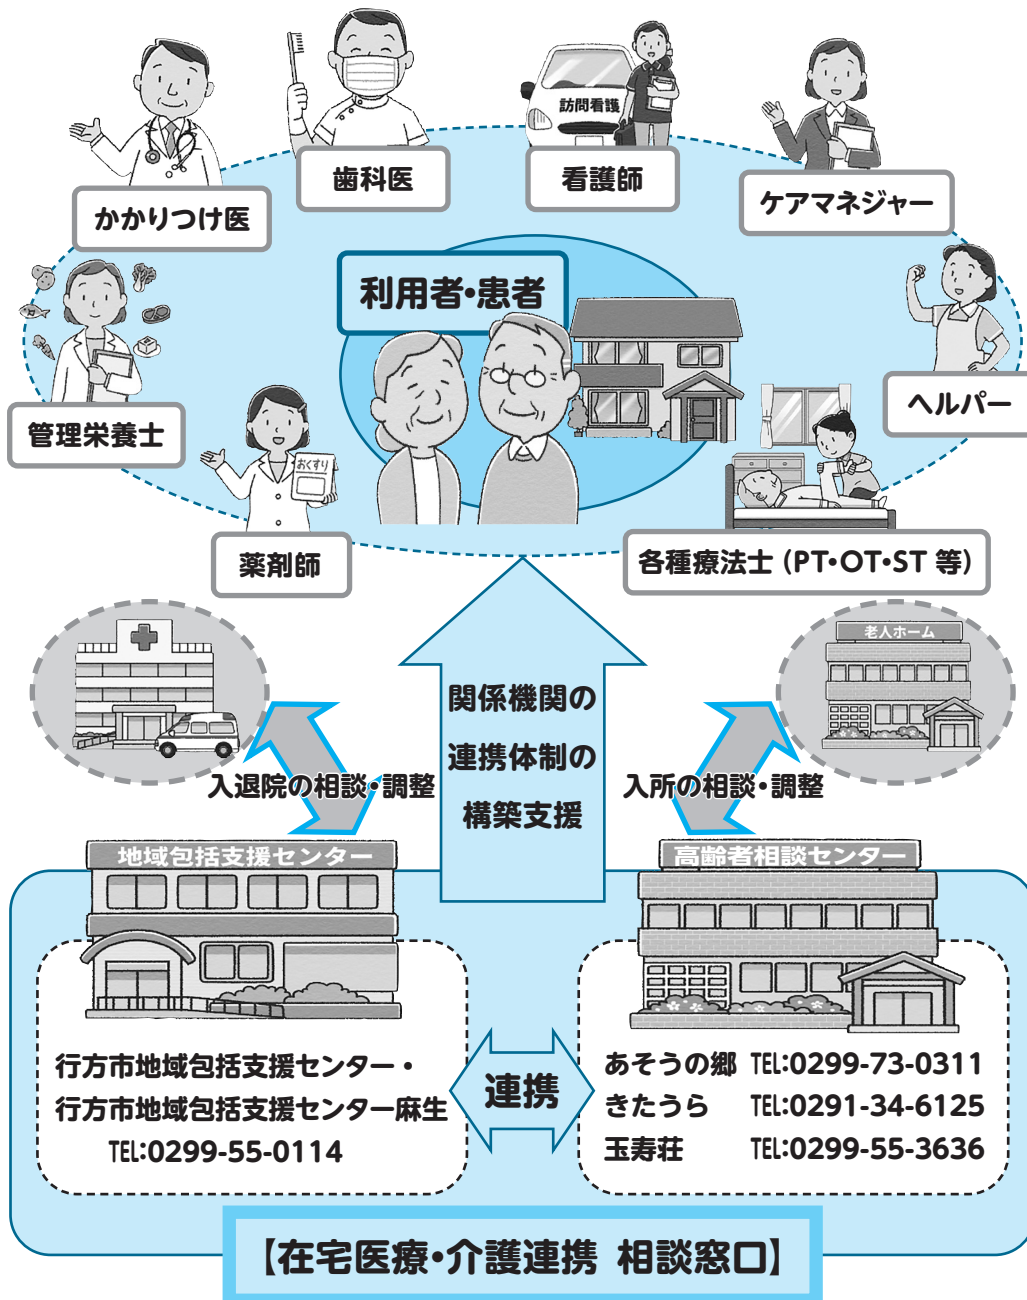 訪問看護
かかりつけ医
歯科医
看護師
ケアマネジャー
利用者・患者
管理栄養士
おくすり
薬剤師
ヘルパー
各種療法士(PT・OT・ST 等)
老人ホーム
関係機関の
連携体制の
構築支援
入退院の相談・調整
入所の相談・調整
地域包括支援センター
高齢者相談センター
行方市地域包括支援センター・
行方市地域包括支援センター麻生
TEL:0299-55-0114
連携
あそうの郷 TEL:0299-73-0311
きたうら TEL:0291-34-6125
玉寿荘 TEL:0299-55-3636
【在宅医療・介護連携 相談窓口】